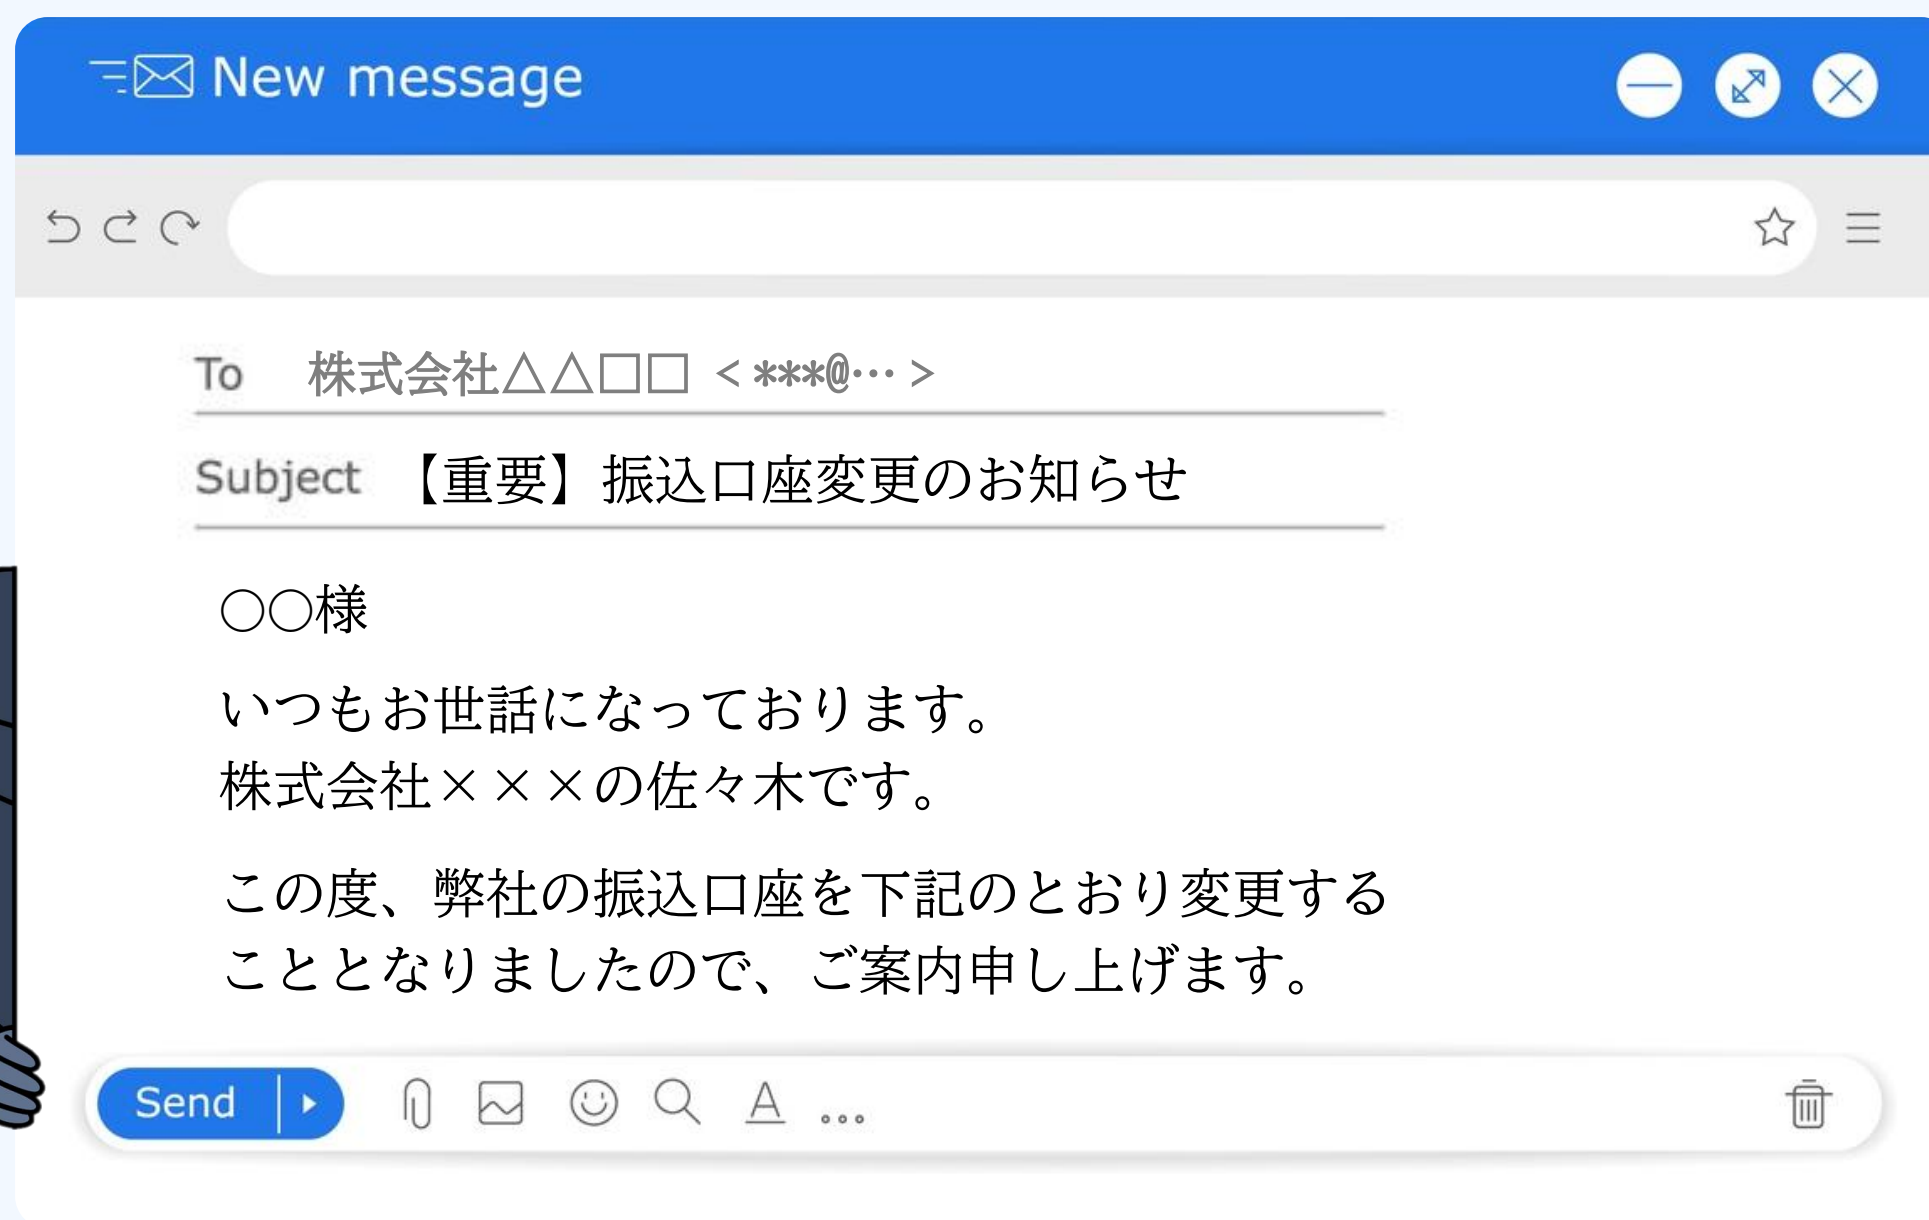 New message
To 株式会社△△□□ < ***@… >
Subject 【重要】振込口座変更のお知らせ
○○様
いつもお世話になっております。
株式会社×××の佐々木です。
この度、弊社の振込口座を下記のとおり変更する
こととなりましたので、ご案内申し上げます。
Send A ...